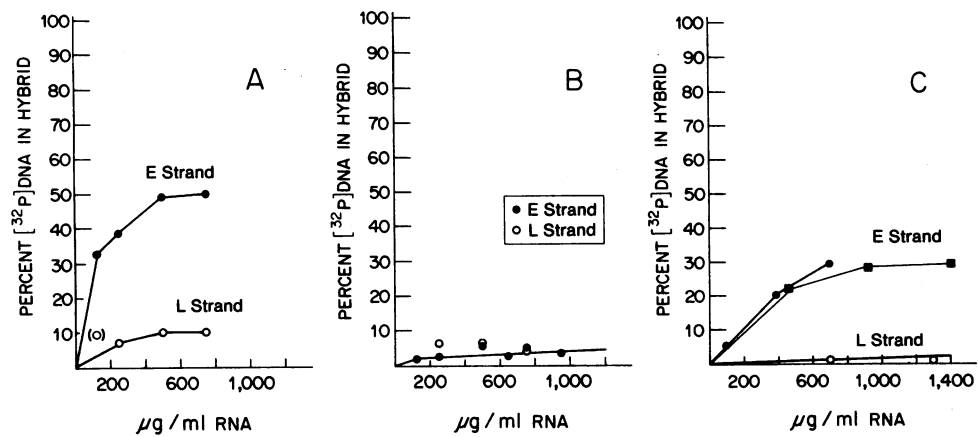 100
90
80
70
60
50
40
30
20
10
PERCENT [³²P]DNA IN HYBRID
A
E Strand
L Strand
(o)
200 600 1,000
µg / ml RNA
100
90
80
70
60
50
40
30
20
10
PERCENT [³²P]DNA IN HYBRID
B
E Strand
L Strand
200 600 1,000
µg / ml RNA
100
90
80
70
60
50
40
30
20
10
PERCENT [³²P]DNA IN HYBRID
C
E Strand
L Strand
200 600 1,000 1,400
µg / ml RNA